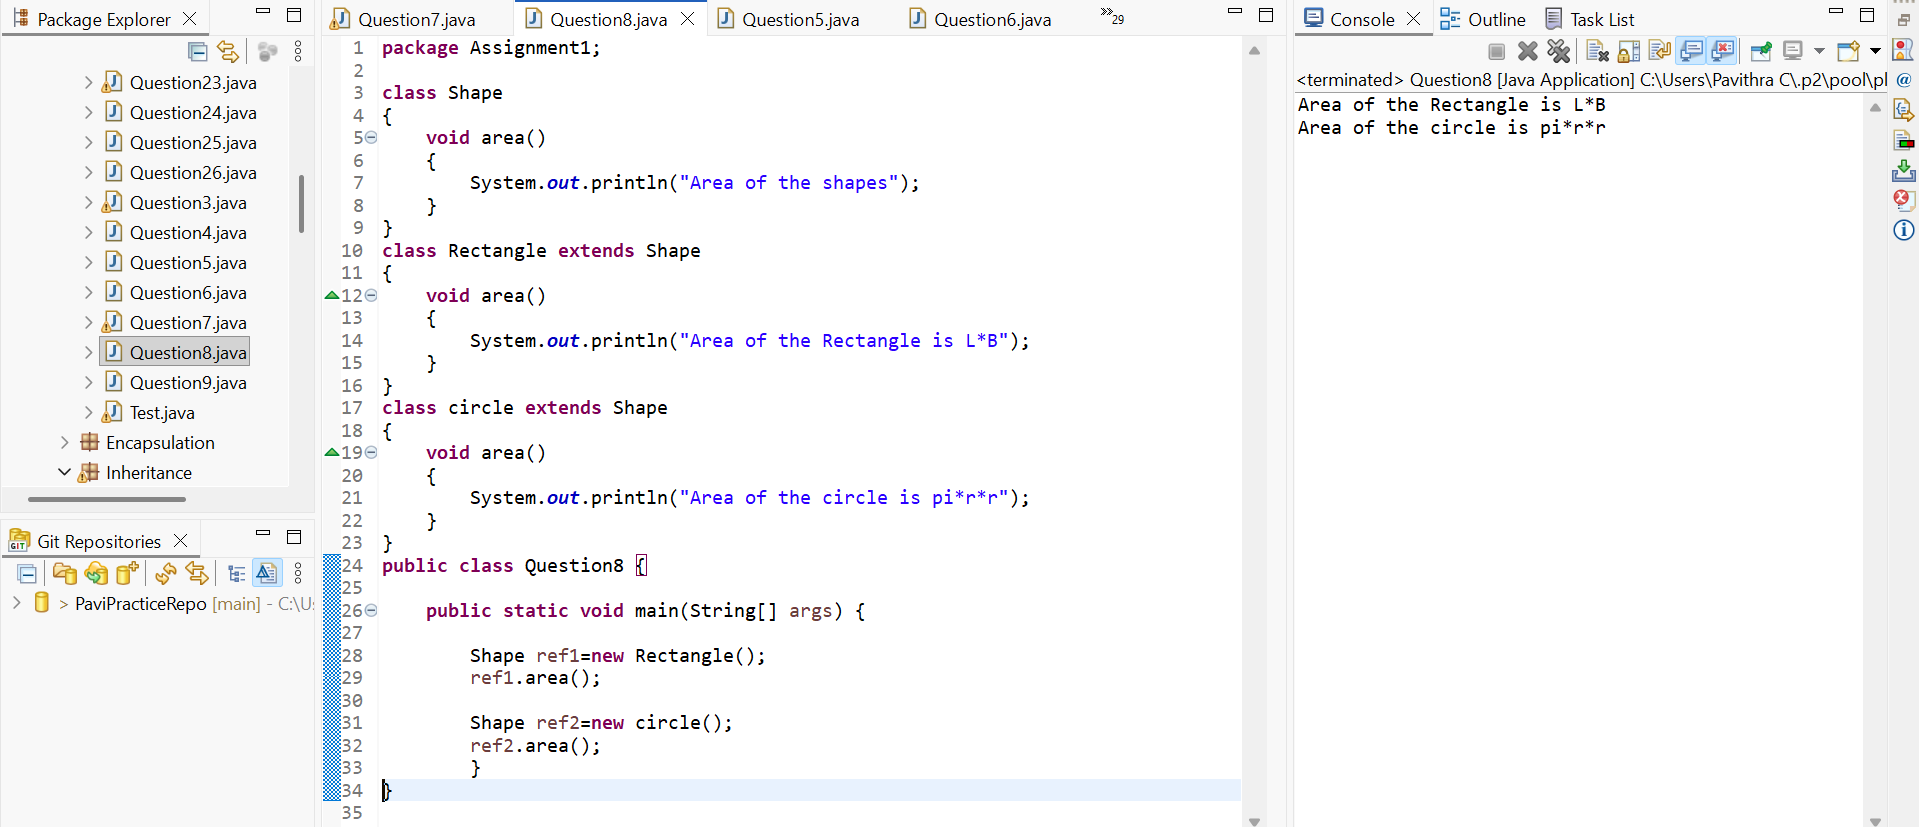 Package Explorer
Question23.java
Question24.java
Question25.java
Question26.java
Question3.java
Question4.java
Question5.java
Question6.java
Question7.java
Question8.java
Question9.java
Test.java
Encapsulation
Inheritance
Git Repositories
> PaviPracticeRepo [main] - C:\U
Question7.java Question8.java Question5.java Question6.java »29
1 package Assignment1;
2
3 class Shape
4 {
5 void area()
6 {
7 System.out.println("Area of the shapes");
8 }
9 }
10 class Rectangle extends Shape
11 {
12 void area()
13 {
14 System.out.println("Area of the Rectangle is L*B");
15 }
16 }
17 class circle extends Shape
18 {
19 void area()
20 {
21 System.out.println("Area of the circle is pi*r*r");
22 }
23 }
24 public class Question8 {
25
26 public static void main(String[] args) {
27
28 Shape ref1=new Rectangle();
29 ref1.area();
30
31 Shape ref2=new circle();
32 ref2.area();
33 }
34 }
35
Console Outline Task List
<terminated> Question8 [Java Application] C:\Users\Pavithra C\.p2\pool\pl
Area of the Rectangle is L*B
Area of the circle is pi*r*r